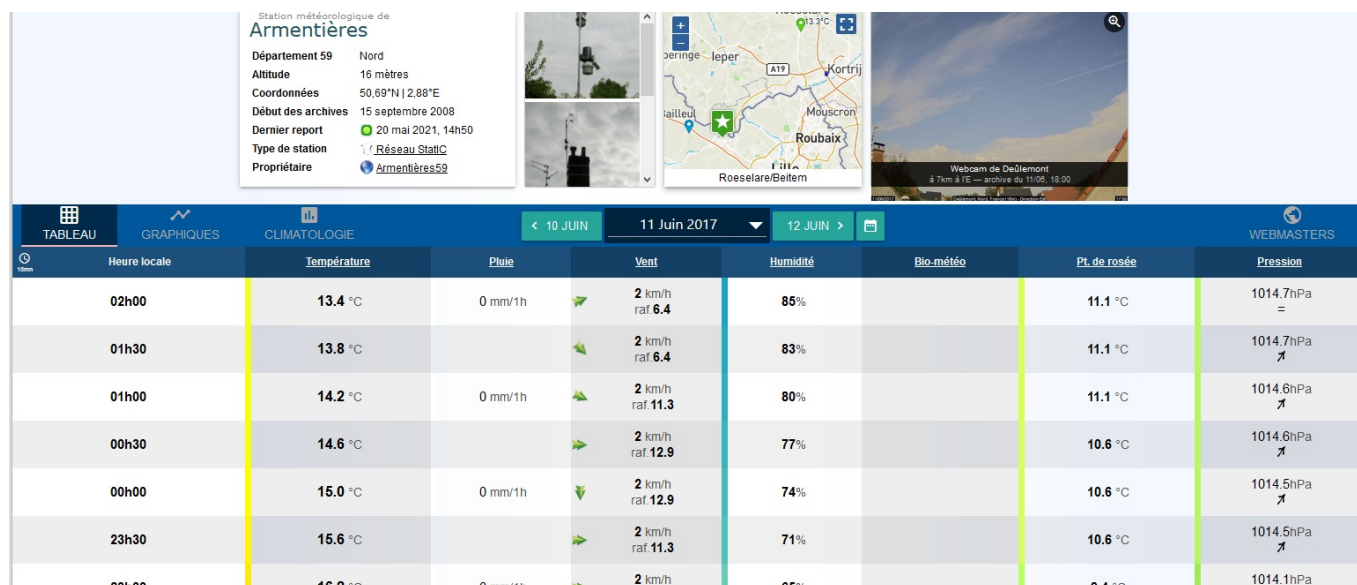 Station météorologique de
Armentières
Département 59 Nord
Altitude 16 mètres
Coordonnées 50,69°N | 2,88°E
Début des archives 15 septembre 2008
Dernier report 20 mai 2021, 14h50
Type de station Réseau StatIC
Propriétaire Armentières59
+
−
13.3°C
Ieper
A19
Kortrij
Bailleul
Mouscron
Roubaix
Lille
Roeselare/Beitem
Webcam de Deûlemont
à 7km à l'E — archive du 11/06, 18:00
TABLEAU
GRAPHIQUES
CLIMATOLOGIE
< 10 JUIN
11 Juin 2017
12 JUIN >
WEBMASTERS
10mn Heure locale Température Pluie Vent Humidité Bio-météo Pt. de rosée Pression
02h00 13.4 °C 0 mm/1h 2 km/h raf.6.4 85% 11.1 °C 1014.7hPa =
01h30 13.8 °C 2 km/h raf.6.4 83% 11.1 °C 1014.7hPa
01h00 14.2 °C 0 mm/1h 2 km/h raf.11.3 80% 11.1 °C 1014.6hPa
00h30 14.6 °C 2 km/h raf.12.9 77% 10.6 °C 1014.6hPa
00h00 15.0 °C 0 mm/1h 2 km/h raf.12.9 74% 10.6 °C 1014.5hPa
23h30 15.6 °C 2 km/h raf.11.3 71% 10.6 °C 1014.5hPa
2 km/h 1014.1hPa